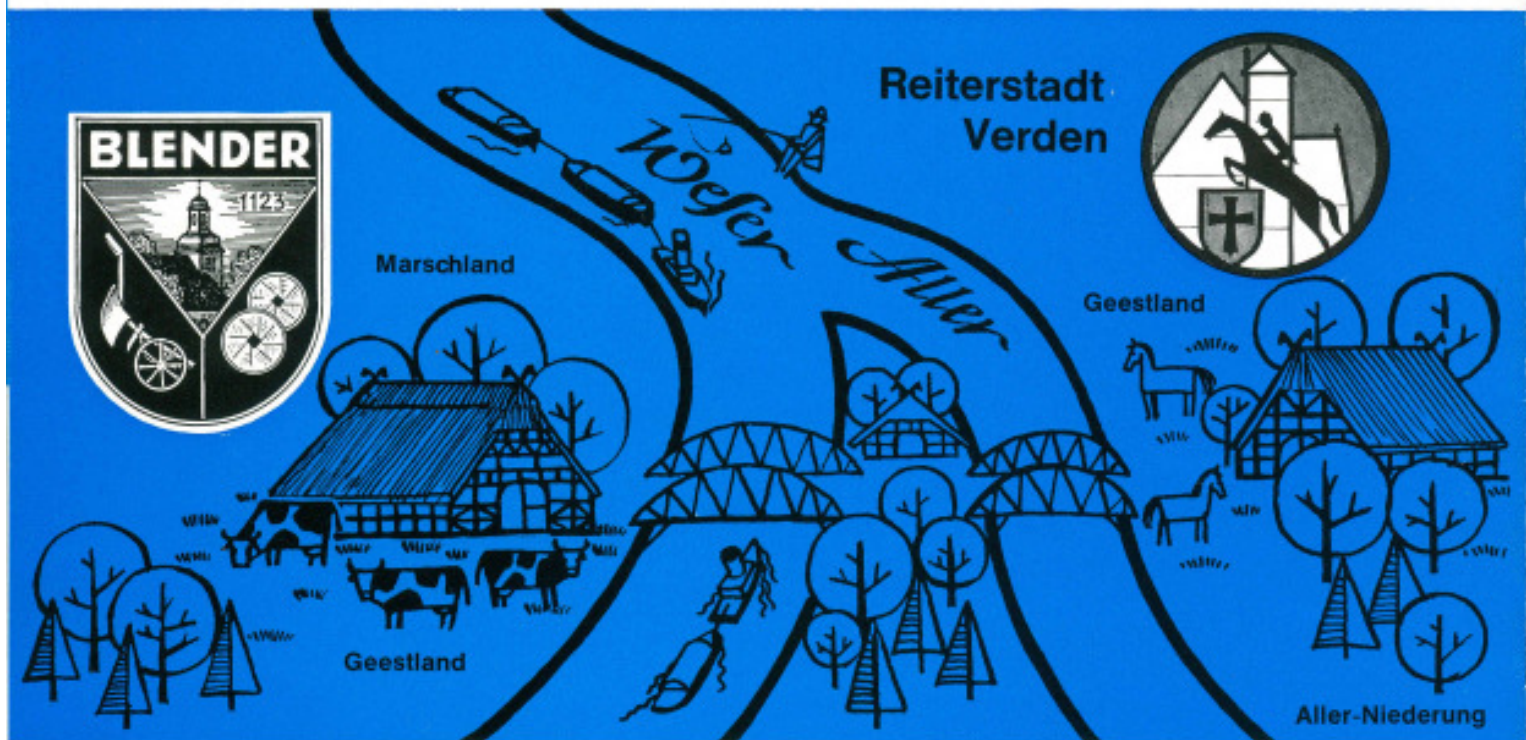 BLENDER
1123
Reiterstadt
Verden
Weser
Aller
Marschland
Geestland
Geestland
Aller-Niederung